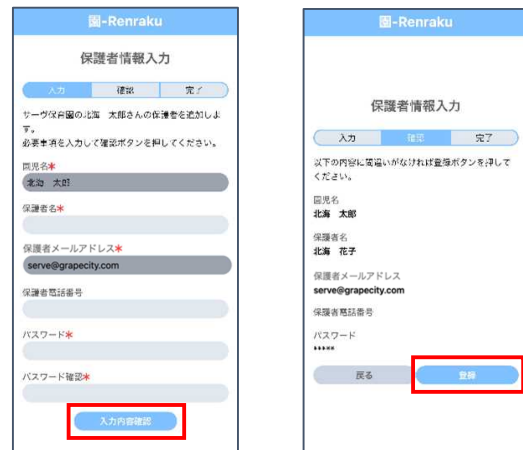 園-Renraku
保護者情報入力
入力 確認 完了
サーヴ保育園の北海 太郎さんの保護者を追加しま
す。
必要事項を入力して確認ボタンを押してください。
園児名*
北海 太郎
保護者名*
保護者メールアドレス*
serve@grapecity.com
保護者電話番号
パスワード*
パスワード確認*
入力内容確認
園-Renraku
保護者情報入力
入力 確認 完了
以下の内容に間違いがなければ登録ボタンを押して
ください。
園児名
北海 太郎
保護者名
北海 花子
保護者メールアドレス
serve@grapecity.com
保護者電話番号
パスワード
*****
戻る 登録